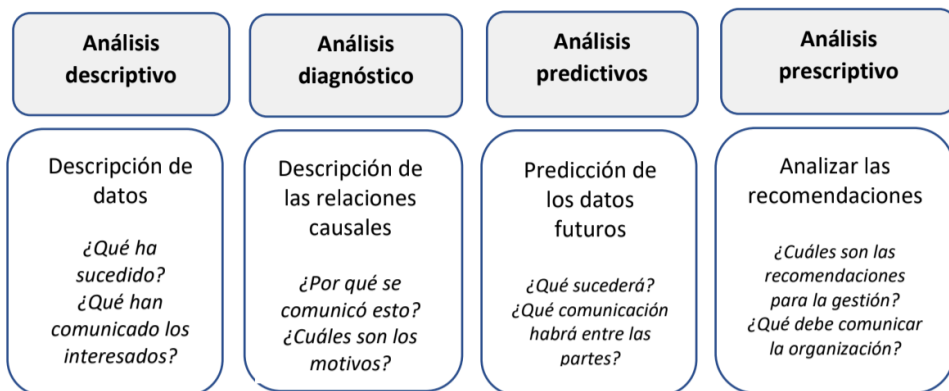 Análisis
descriptivo
Descripción de
datos
¿Qué ha
sucedido?
¿Qué han
comunicado los
interesados?
Análisis
diagnóstico
Descripción de
las relaciones
causales
¿Por qué se
comunicó esto?
¿Cuáles son los
motivos?
Análisis
predictivos
Predicción de
los datos
futuros
¿Qué sucederá?
¿Qué comunicación
habrá entre las
partes?
Análisis
prescriptivo
Analizar las
recomendaciones
¿Cuáles son las
recomendaciones
para la gestión?
¿Qué debe comunicar
la organización?